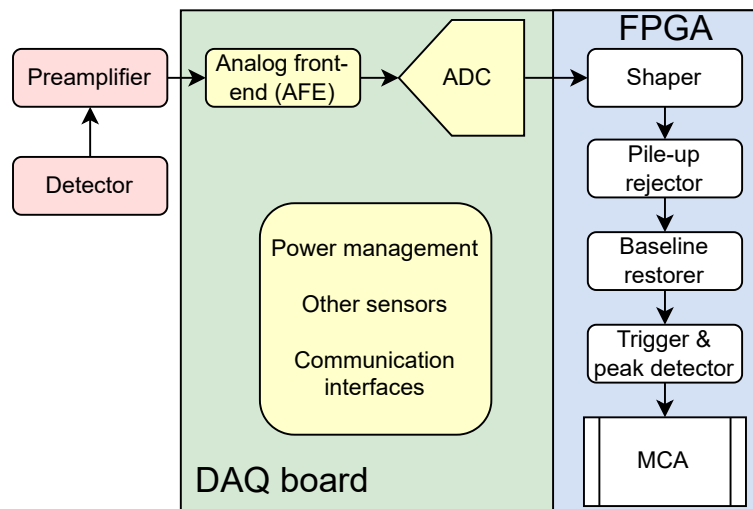 FPGA
Preamplifier
Analog front-
end (AFE)
ADC
Shaper
Detector
Pile-up
rejector
Power management
Other sensors
Communication
interfaces
Baseline
restorer
Trigger &
peak detector
MCA
DAQ board